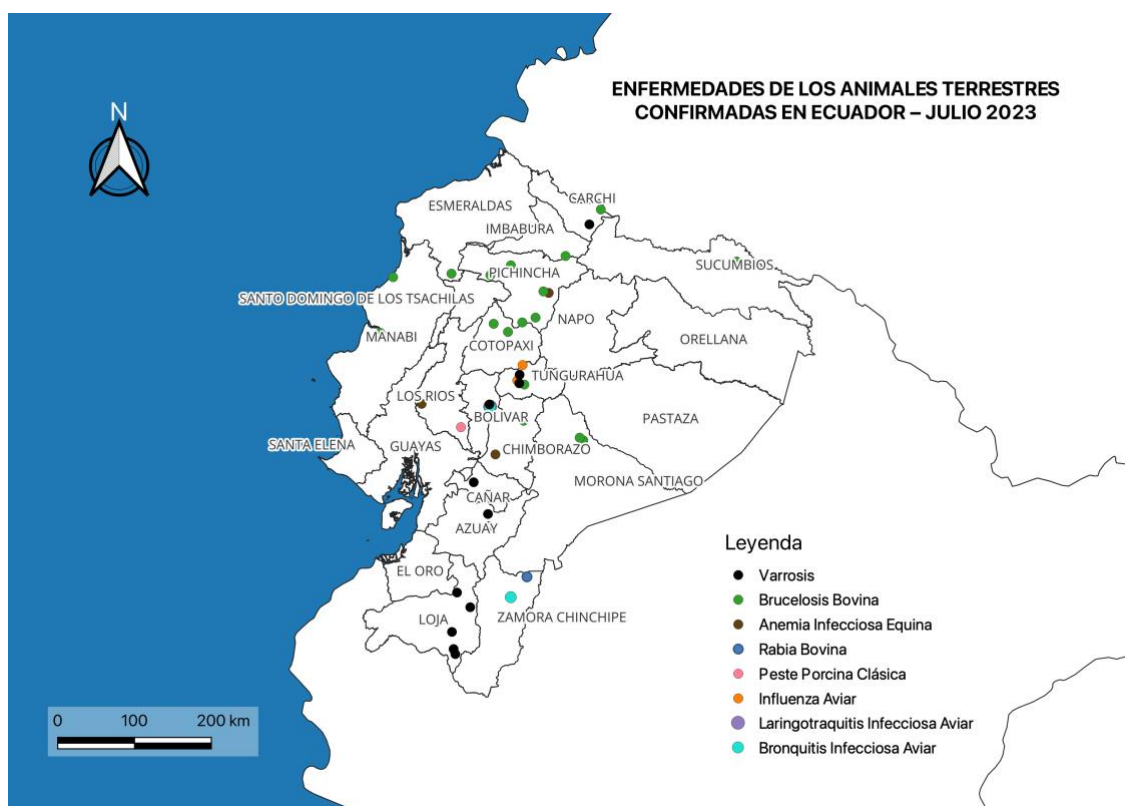 ENFERMEDADES DE LOS ANIMALES TERRESTRES
CONFIRMADAS EN ECUADOR – JULIO 2023
N
CARCHI
ESMERALDAS
IMBABURA
SUCUMBIOS
PICHINCHA
SANTO DOMINGO DE LOS TSACHILAS
NAPO
MANABI
ORELLANA
COTOPAXI
TUNGURAHUA
LOS RIOS
BOLIVAR
PASTAZA
SANTA ELENA
GUAYAS
CHIMBORAZO
MORONA SANTIAGO
CAÑAR
AZUAY
EL ORO
LOJA
ZAMORA CHINCHIPE
Leyenda
Varrosis
Brucelosis Bovina
Anemia Infecciosa Equina
Rabia Bovina
Peste Porcina Clásica
Influenza Aviar
Laringotraquitis Infecciosa Aviar
Bronquitis Infecciosa Aviar
0 100 200 km